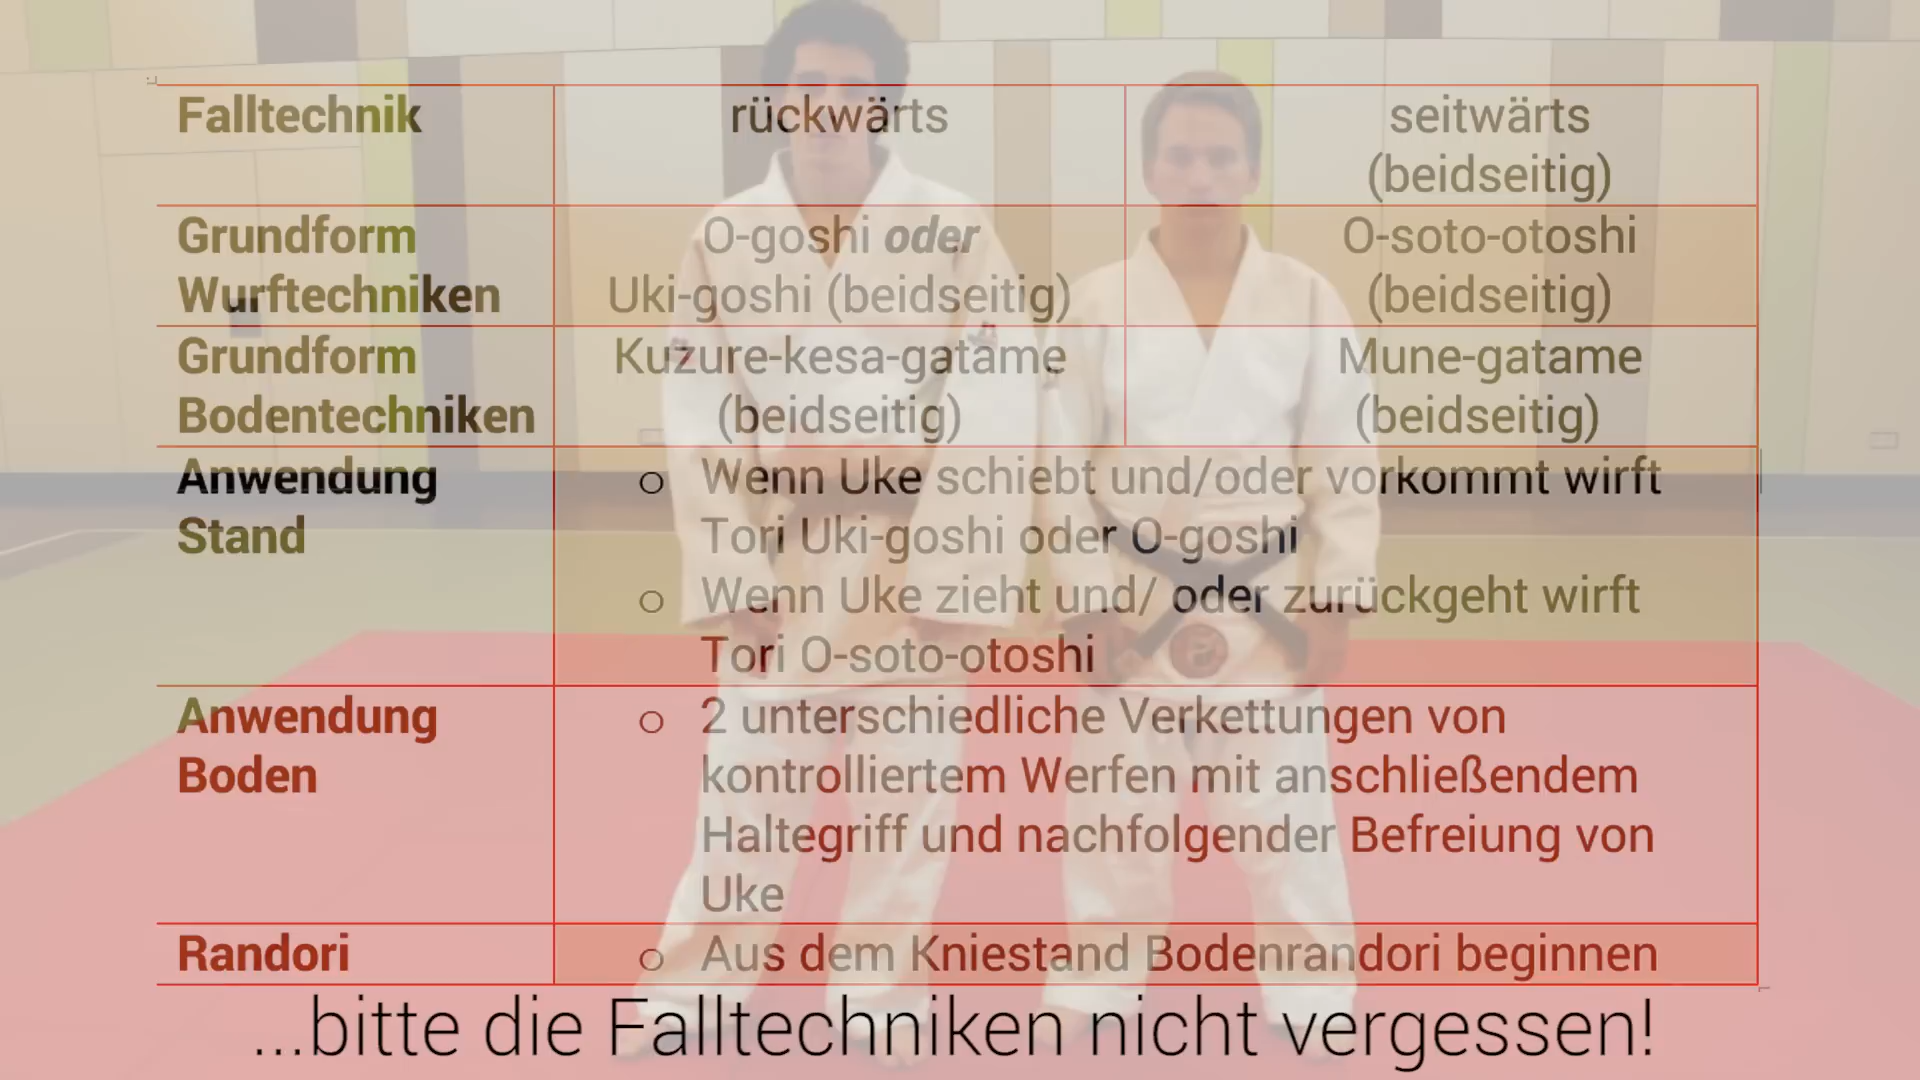 Falltechnik
rückwärts
seitwärts
(beidseitig)
Grundform
Wurftechniken
O-goshi oder
Uki-goshi (beidseitig)
O-soto-otoshi
(beidseitig)
Grundform
Bodentechniken
Kuzure-kesa-gatame
(beidseitig)
Mune-gatame
(beidseitig)
Anwendung
Stand
o Wenn Uke schiebt und/oder vorkommt wirft
Tori Uki-goshi oder O-goshi
o Wenn Uke zieht und/ oder zurückgeht wirft
Tori O-soto-otoshi
Anwendung
Boden
o 2 unterschiedliche Verkettungen von
kontrolliertem Werfen mit anschließendem
Haltegriff und nachfolgender Befreiung von
Uke
Randori
o Aus dem Kniestand Bodenrandori beginnen
...bitte die Falltechniken nicht vergessen!